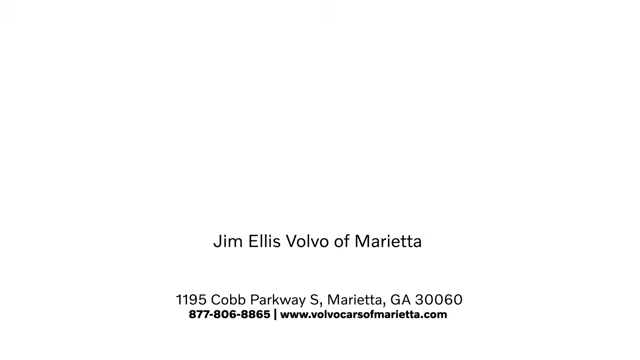 Jim Ellis Volvo of Marietta
1195 Cobb Parkway S, Marietta, GA 30060
877-806-8865 | www.volvocarsofmarietta.com